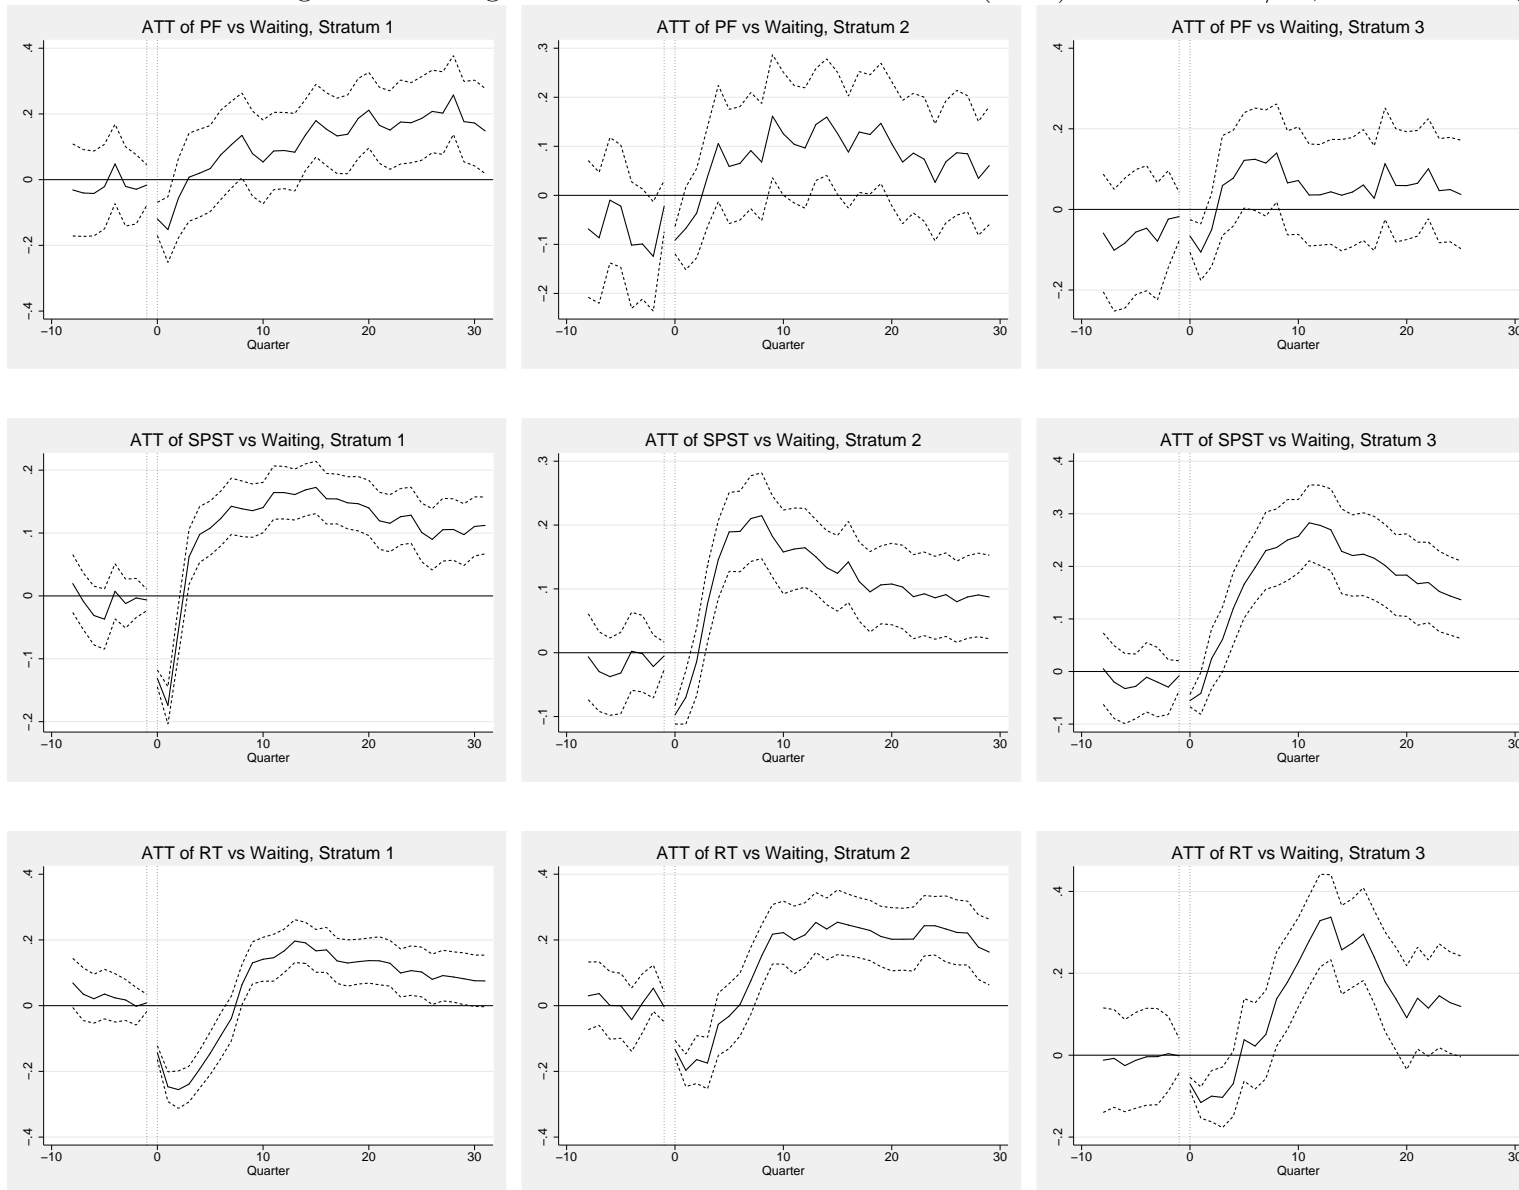 ATT of PF vs Waiting, Stratum 1
.4
.2
0
−.2
−.4
−10 0 10 20 30
Quarter
ATT of PF vs Waiting, Stratum 2
.3
.2
.1
0
−.1
−.2
−10 0 10 20 30
Quarter
ATT of PF vs Waiting, Stratum 3
.4
.2
0
−.2
−10 0 10 20 30
Quarter
ATT of SPST vs Waiting, Stratum 1
.2
.1
0
−.1
−.2
−10 0 10 20 30
Quarter
ATT of SPST vs Waiting, Stratum 2
.3
.2
.1
0
−.1
−10 0 10 20 30
Quarter
ATT of SPST vs Waiting, Stratum 3
.4
.3
.2
.1
0
−.1
−10 0 10 20 30
Quarter
ATT of RT vs Waiting, Stratum 1
.4
.2
0
−.2
−.4
−10 0 10 20 30
Quarter
ATT of RT vs Waiting, Stratum 2
.4
.2
0
−.2
−.4
−10 0 10 20 30
Quarter
ATT of RT vs Waiting, Stratum 3
.4
.2
0
−.2
−10 0 10 20 30
Quarter